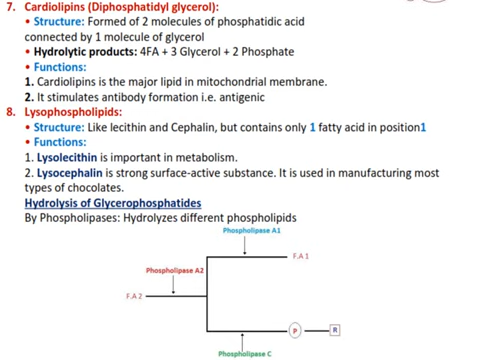 7. Cardiolipins (Diphosphatidyl glycerol):
• Structure: Formed of 2 molecules of phosphatidic acid
connected by 1 molecule of glycerol
• Hydrolytic products: 4FA + 3 Glycerol + 2 Phosphate
• Functions:
1. Cardiolipins is the major lipid in mitochondrial membrane.
2. It stimulates antibody formation i.e. antigenic
8. Lysophospholipids:
• Structure: Like lecithin and Cephalin, but contains only 1 fatty acid in position1
• Functions:
1. Lysolecithin is important in metabolism.
2. Lysocephalin is strong surface-active substance. It is used in manufacturing most
types of chocolates.
Hydrolysis of Glycerophosphatides
By Phospholipases: Hydrolyzes different phospholipids
Phospholipase A1
F.A 1
Phospholipase A2
F.A 2
P
R
Phospholipase C